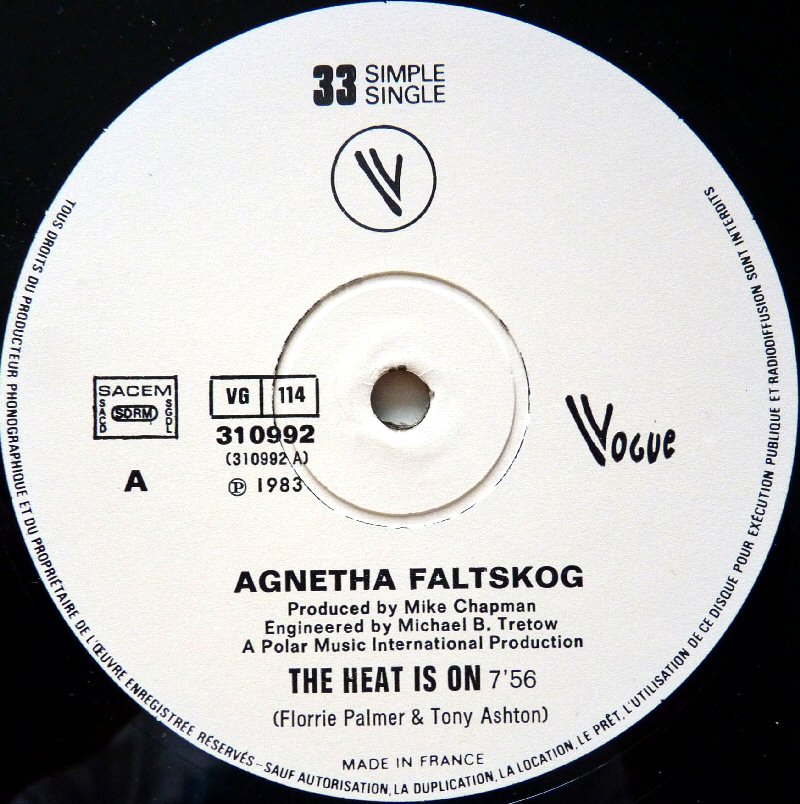 33 SIMPLE
SINGLE
V
SACEM
SACD
SDRM
SGDL
VG 114
310992
(310992 A)
℗ 1983
A
Vogue
AGNETHA FALTSKOG
Produced by Mike Chapman
Engineered by Michael B. Tretow
A Polar Music International Production
THE HEAT IS ON 7'56
(Florrie Palmer & Tony Ashton)
MADE IN FRANCE
TOUS DROITS DU PRODUCTEUR PHONOGRAPHIQUE ET DU PROPRIÉTAIRE DE L'ŒUVRE ENREGISTRÉE RÉSERVÉS - SAUF AUTORISATION, LA DUPLICATION, LA LOCATION, LE PRÊT, L'UTILISATION DE CE DISQUE POUR EXÉCUTION PUBLIQUE ET RADIODIFFUSION SONT INTERDITS